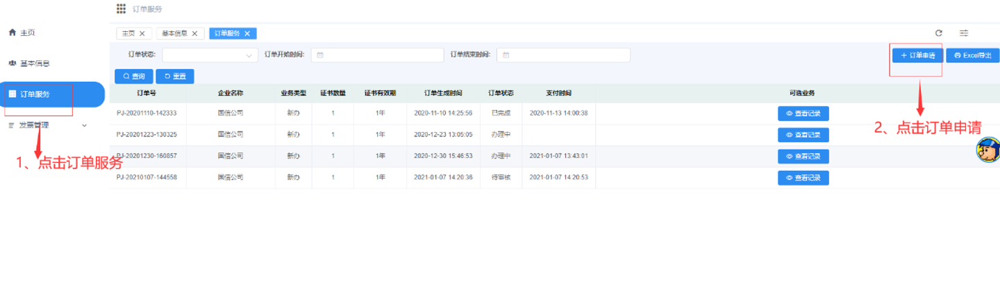 订单服务
主页
基本信息
订单服务
发票管理
1、点击订单服务
主页 基本信息 订单服务
订单状态: 订单开始时间: 订单结束时间: 订单申请 Excel导出
查询 重置
订单号 企业名称 业务类型 证书数量 证书有效期 订单生成时间 订单状态 支付时间 可选业务
PJ-20201110-142333 国信公司 新办 1 1年 2020-11-10 14:25:56 已完成 2020-11-13 14:00:38 查看记录
PJ-20201223-130325 国信公司 新办 1 1年 2020-12-23 13:05:05 办理中 查看记录
PJ-20201230-160857 国信公司 新办 1 1年 2020-12-30 15:46:53 办理中 2021-01-07 13:43:01 查看记录
PJ-20210107-144558 国信公司 新办 1 1年 2021-01-07 14:20:36 待审核 2021-01-07 14:20:53 查看记录
2、点击订单申请